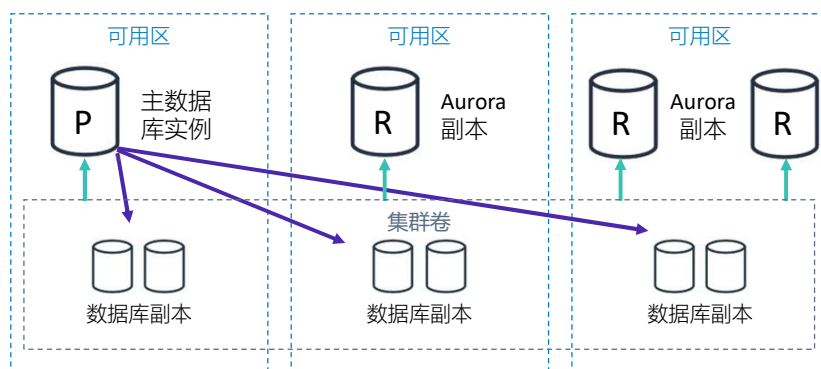 可用区
可用区
可用区
P
主数据
库实例
R
Aurora
副本
R
Aurora
副本
R
集群卷
数据库副本
数据库副本
数据库副本